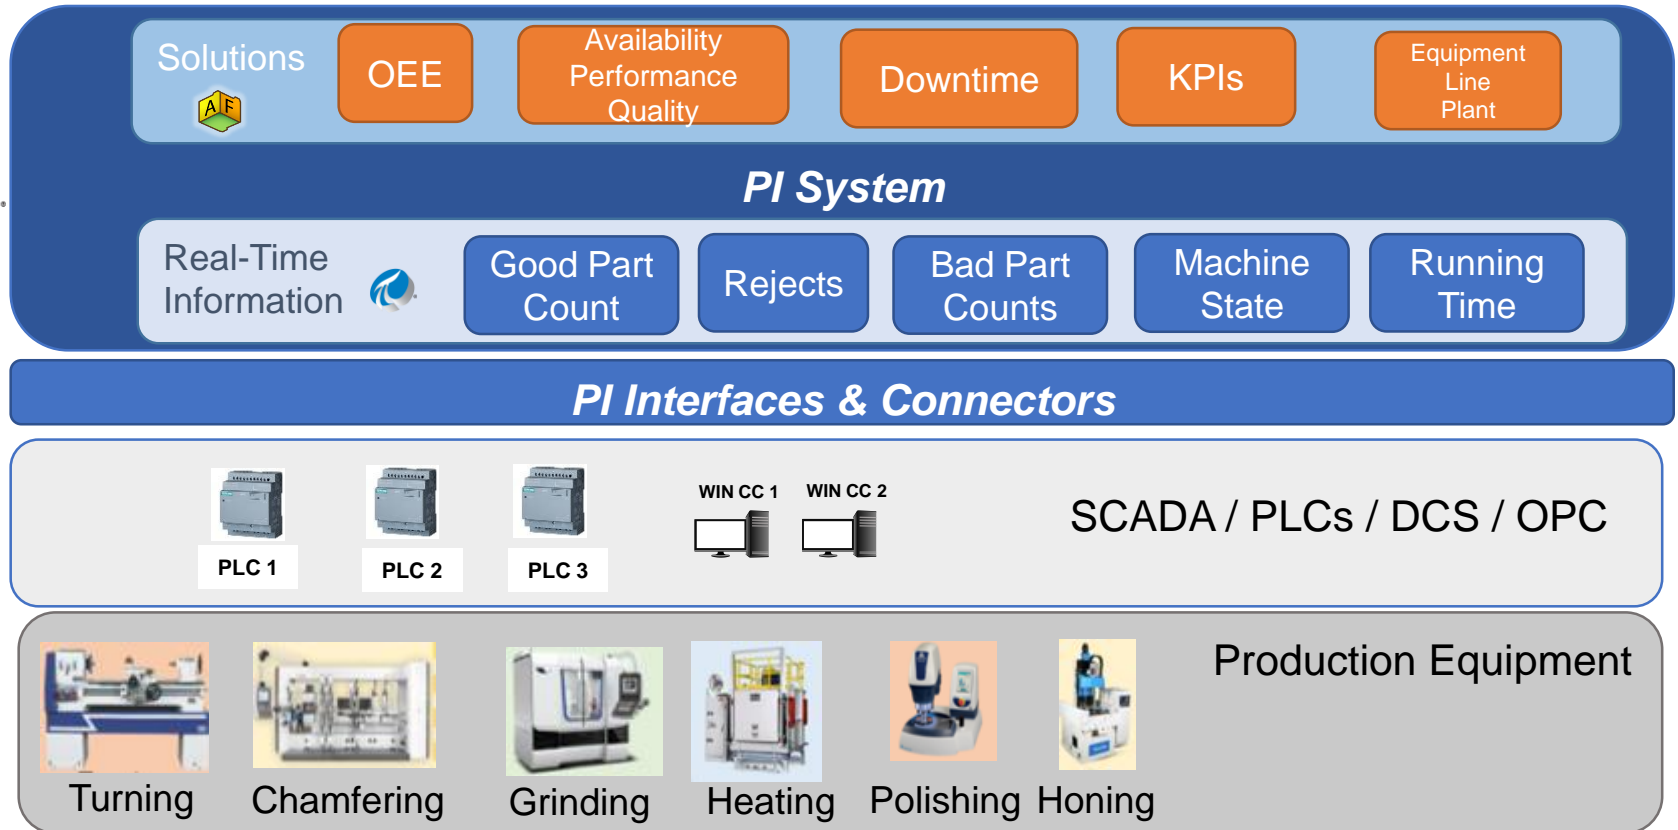 Solutions
AF
OEE
Availability
Performance
Quality
Downtime
KPIs
Equipment
Line
Plant
PI System
Real-Time
Information
Good Part
Count
Rejects
Bad Part
Counts
Machine
State
Running
Time
PI Interfaces & Connectors
PLC 1
PLC 2
PLC 3
WIN CC 1
WIN CC 2
SCADA / PLCs / DCS / OPC
Production Equipment
Turning
Chamfering
Grinding
Heating
Polishing
Honing